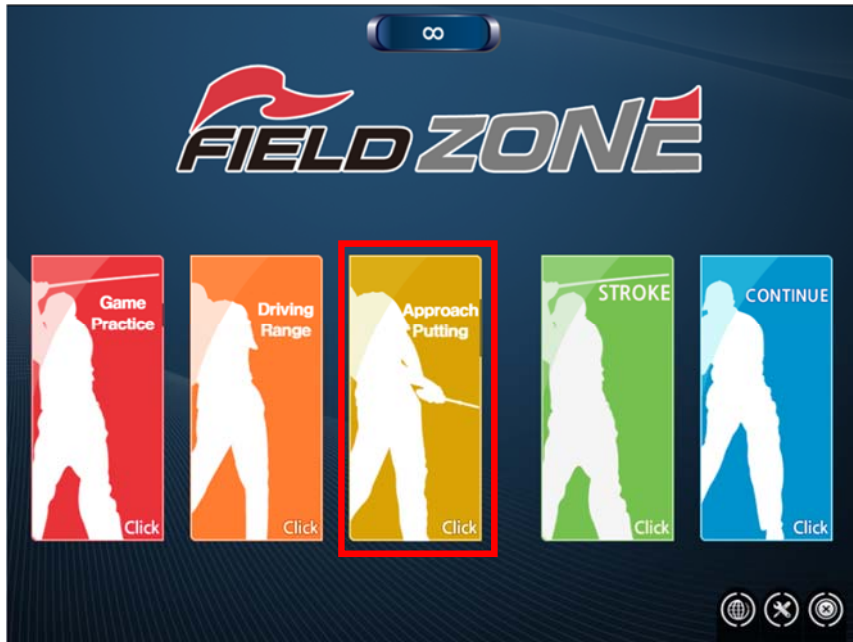 ∞
FIELD ZONE
Game
Practice
Click
Driving
Range
Click
Approach
Putting
Click
STROKE
Click
CONTINUE
Click